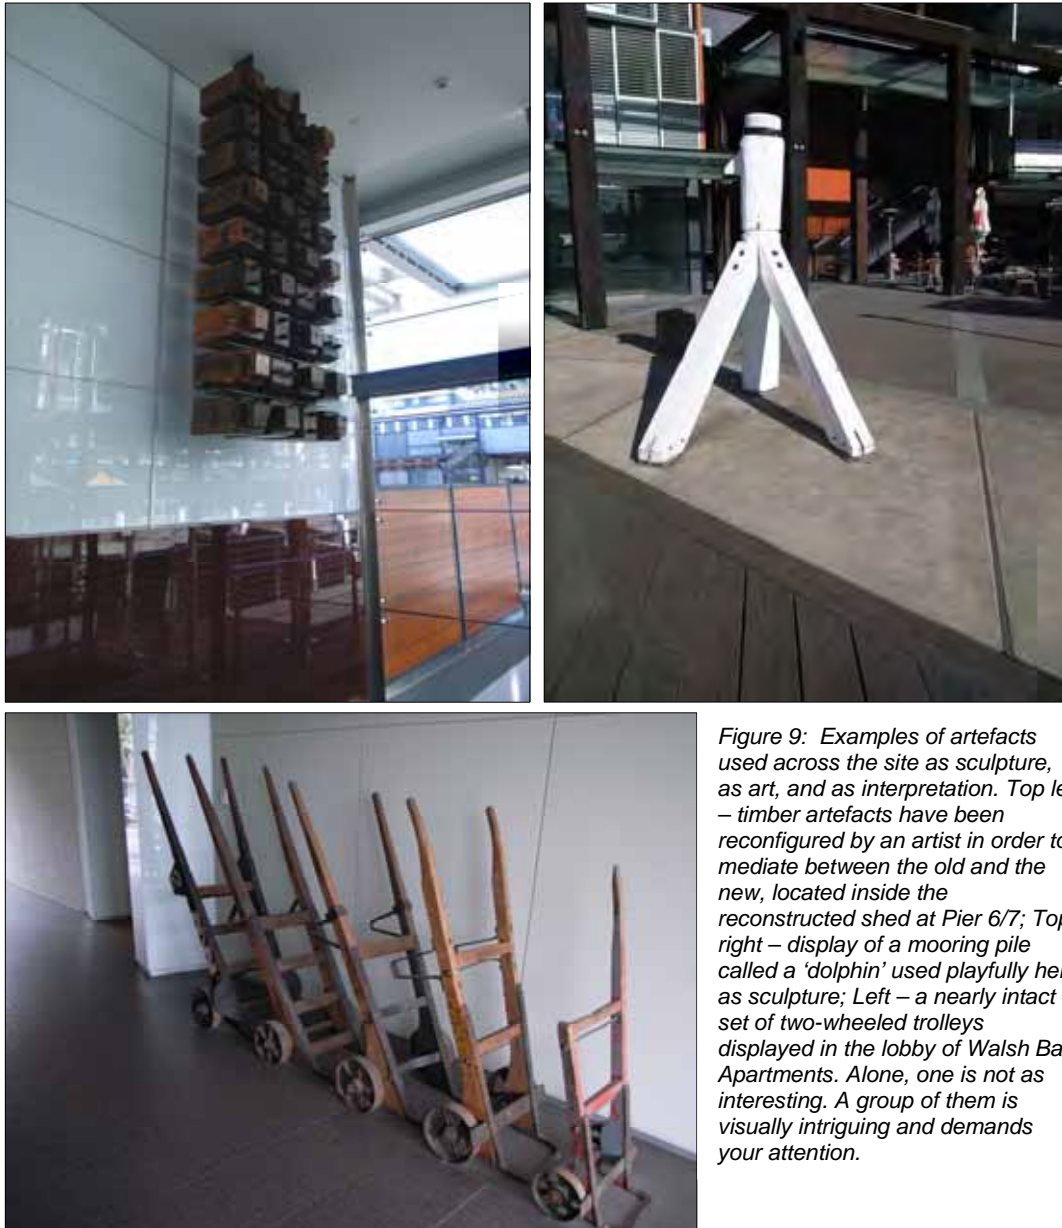 Figure 9: Examples of artefacts
used across the site as sculpture,
as art, and as interpretation. Top le
– timber artefacts have been
reconfigured by an artist in order to
mediate between the old and the
new, located inside the
reconstructed shed at Pier 6/7; Top
right – display of a mooring pile
called a ‘dolphin’ used playfully he
as sculpture; Left – a nearly intact
set of two-wheeled trolleys
displayed in the lobby of Walsh Ba
Apartments. Alone, one is not as
interesting. A group of them is
visually intriguing and demands
your attention.